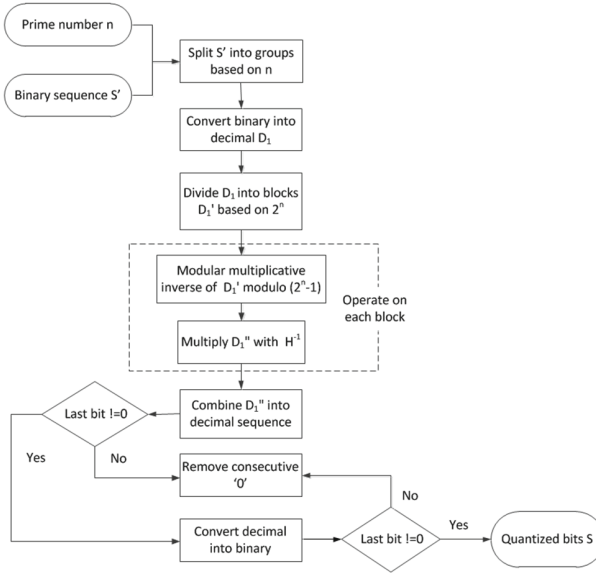 Prime number n
Binary sequence S’
Split S’ into groups
based on n
Convert binary into
decimal D₁
Divide D₁ into blocks
D₁' based on 2ⁿ
Modular multiplicative
inverse of D₁' modulo (2ⁿ-1)
Operate on
each block
Multiply D₁'' with H⁻¹
Combine D₁'' into
decimal sequence
Last bit !=0
Yes
No
Remove consecutive
‘0’
No
Convert decimal
into binary
Last bit !=0
Yes
Quantized bits S